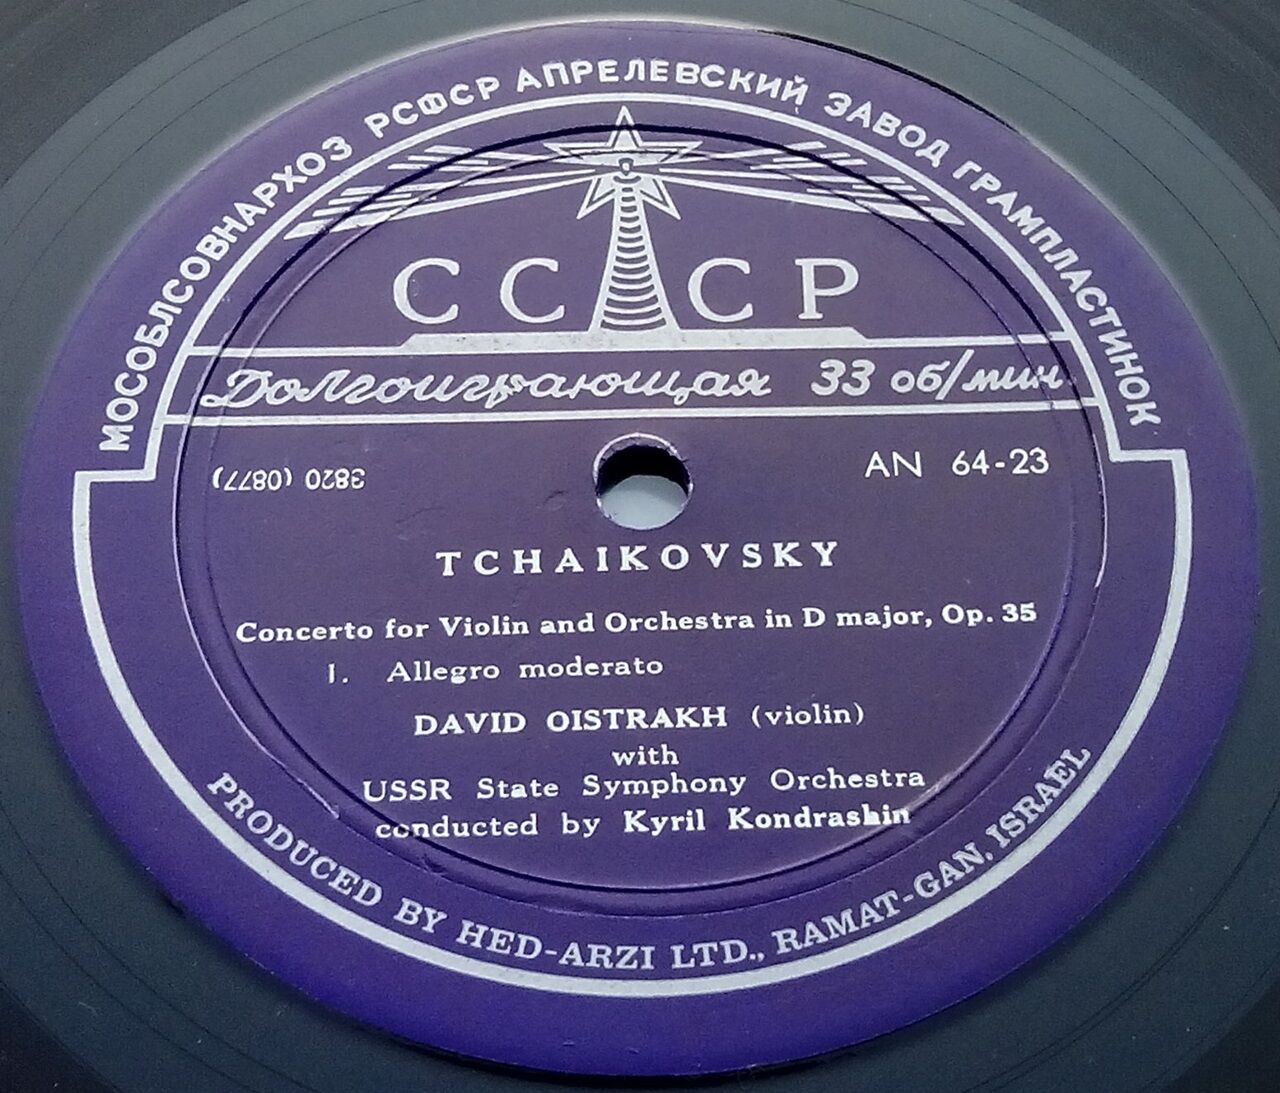 МОСОБЛСОВНАРХОЗ РСФСР АПРЕЛЕВСКИЙ ЗАВОД ГРАМПЛАСТИНОК
СССР
Долгоиграющая 33 об/мин
3820 (0877)
AN 64-23
TCHAIKOVSKY
Concerto for Violin and Orchestra in D major, Op. 35
1. Allegro moderato
DAVID OISTRAKH (violin)
with
USSR State Symphony Orchestra
conducted by Kyril Kondrashin
PRODUCED BY HED-ARZI LTD., RAMAT-GAN, ISRAEL